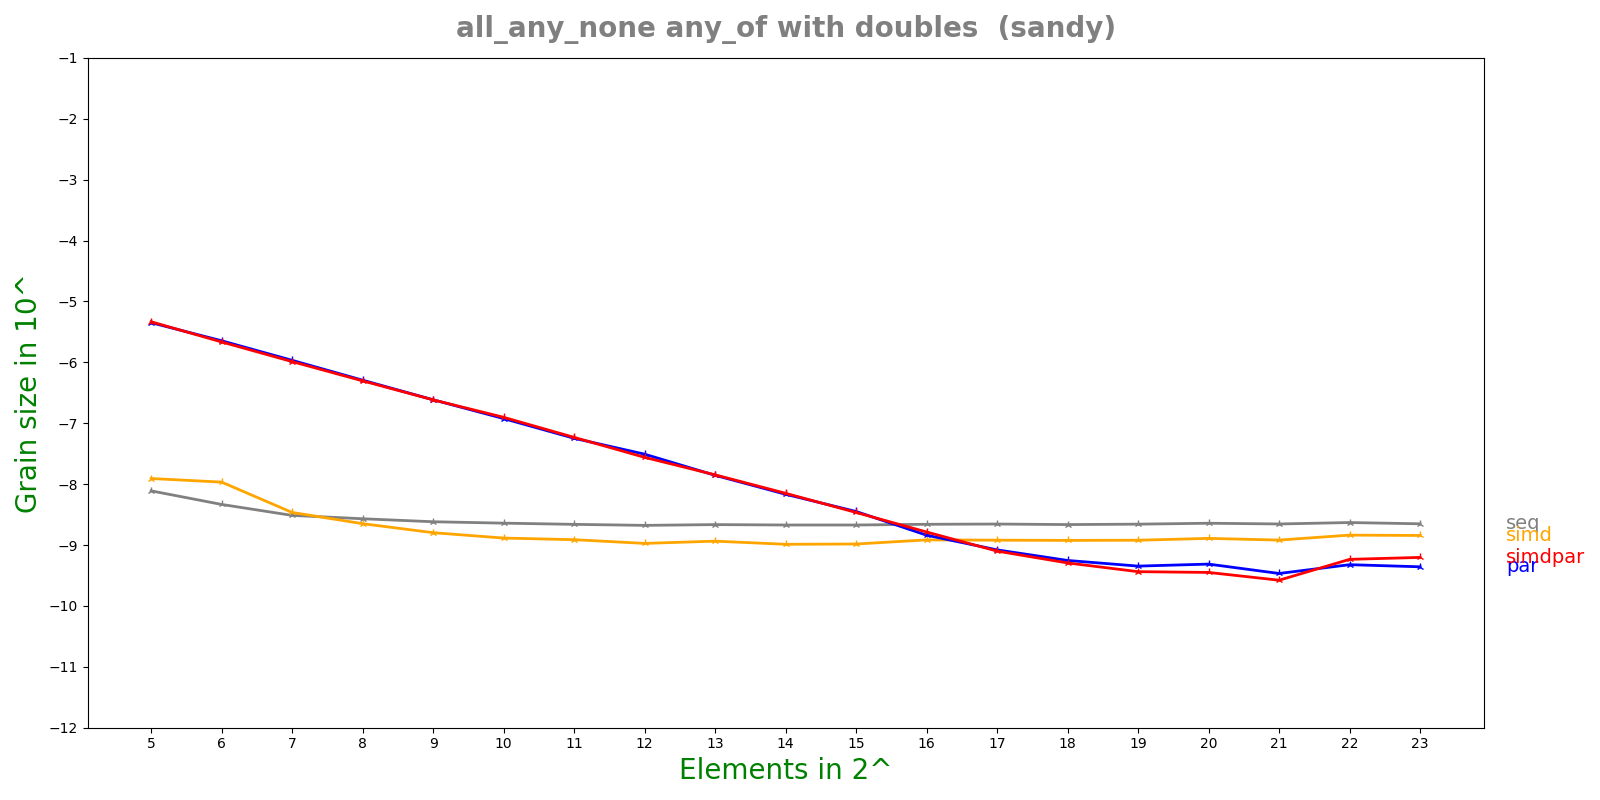 all_any_none any_of with doubles  (sandy)
Grain size in 10^
−1
−2
−3
−4
−5
−6
−7
−8
−9
−10
−11
−12
seq
simd
simdpar
par
5 6 7 8 9 10 11 12 13 14 15 16 17 18 19 20 21 22 23
Elements in 2^